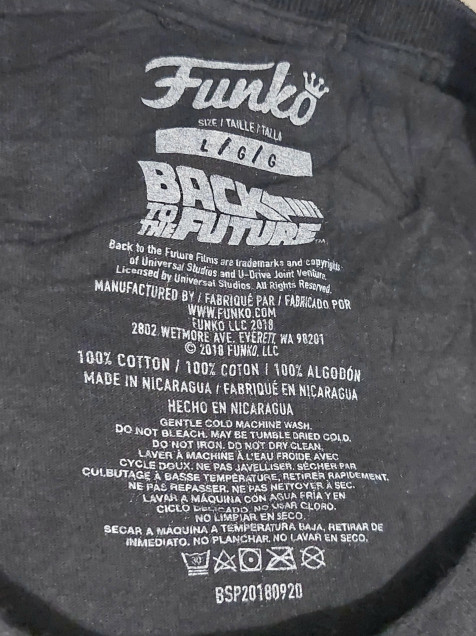 Funko
SIZE / TAILLE / TALLA
L / G / G
BACK
TO
THE FUTURE™
Back to the Future Films are trademarks and copyrights
of Universal Studios and U-Drive Joint Venture.
Licensed by Universal Studios. All Rights Reserved.
MANUFACTURED BY / FABRIQUÉ PAR / FABRICADO POR
WWW.FUNKO.COM
FUNKO LLC 2018
2802 WETMORE AVE. EVERETT, WA 98201
© 2018 FUNKO, LLC
100% COTTON / 100% COTON / 100% ALGODÓN
MADE IN NICARAGUA / FABRIQUÉ EN NICARAGUA
HECHO EN NICARAGUA
GENTLE COLD MACHINE WASH.
DO NOT BLEACH. MAY BE TUMBLE DRIED COLD.
DO NOT IRON. DO NOT DRY CLEAN.
LAVER À MACHINE À L'EAU FROIDE AVEC
CYCLE DOUX. NE PAS JAVELLISER. SÉCHER PAR
CULBUTAGE À BASSE TEMPÉRATURE, RETIRER RAPIDEMENT.
NE PAS REPASSER. NE PAS NETTOYER À SEC.
LAVAR A MÁQUINA CON AGUA FRÍA Y EN
CICLO DELICADO. NO USAR CLORO.
NO LIMPIAR EN SECO.
SECAR A MÁQUINA A TEMPERATURA BAJA, RETIRAR DE
INMEDIATO. NO PLANCHAR. NO LAVAR EN SECO.
BSP20180920